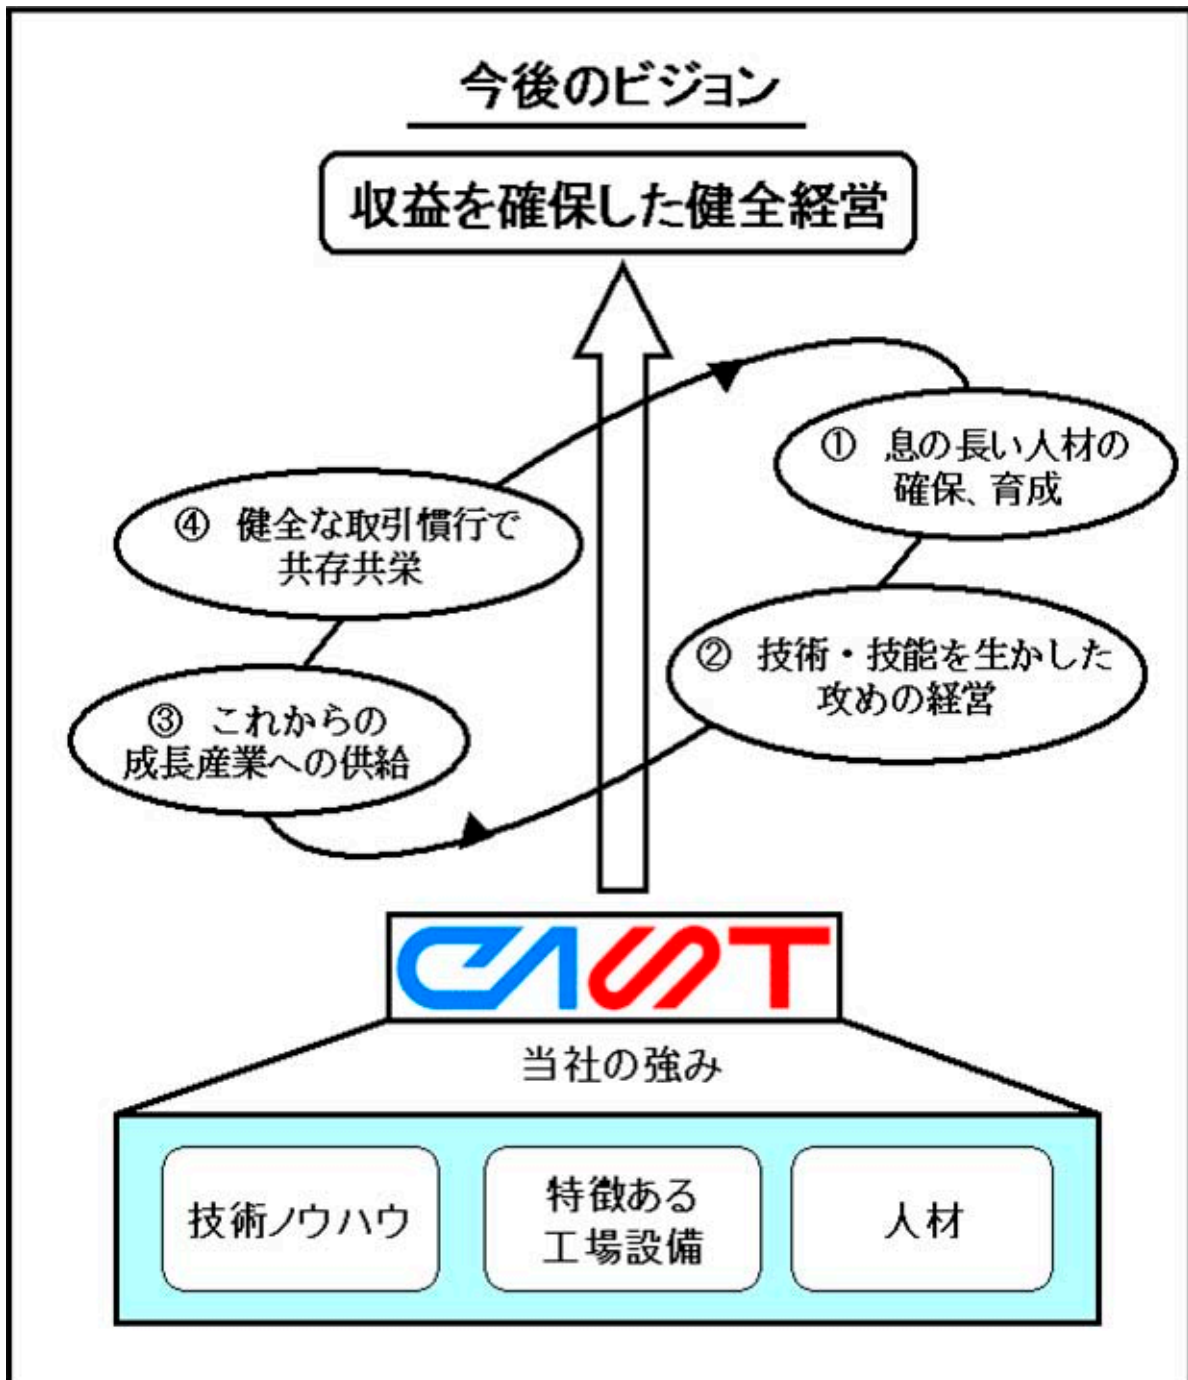 今後のビジョン
収益を確保した健全経営
① 息の長い人材の
確保、育成
② 技術・技能を生かした
攻めの経営
③ これからの
成長産業への供給
④ 健全な取引慣行で
共存共栄
CAST
当社の強み
技術ノウハウ
特徴ある
工場設備
人材